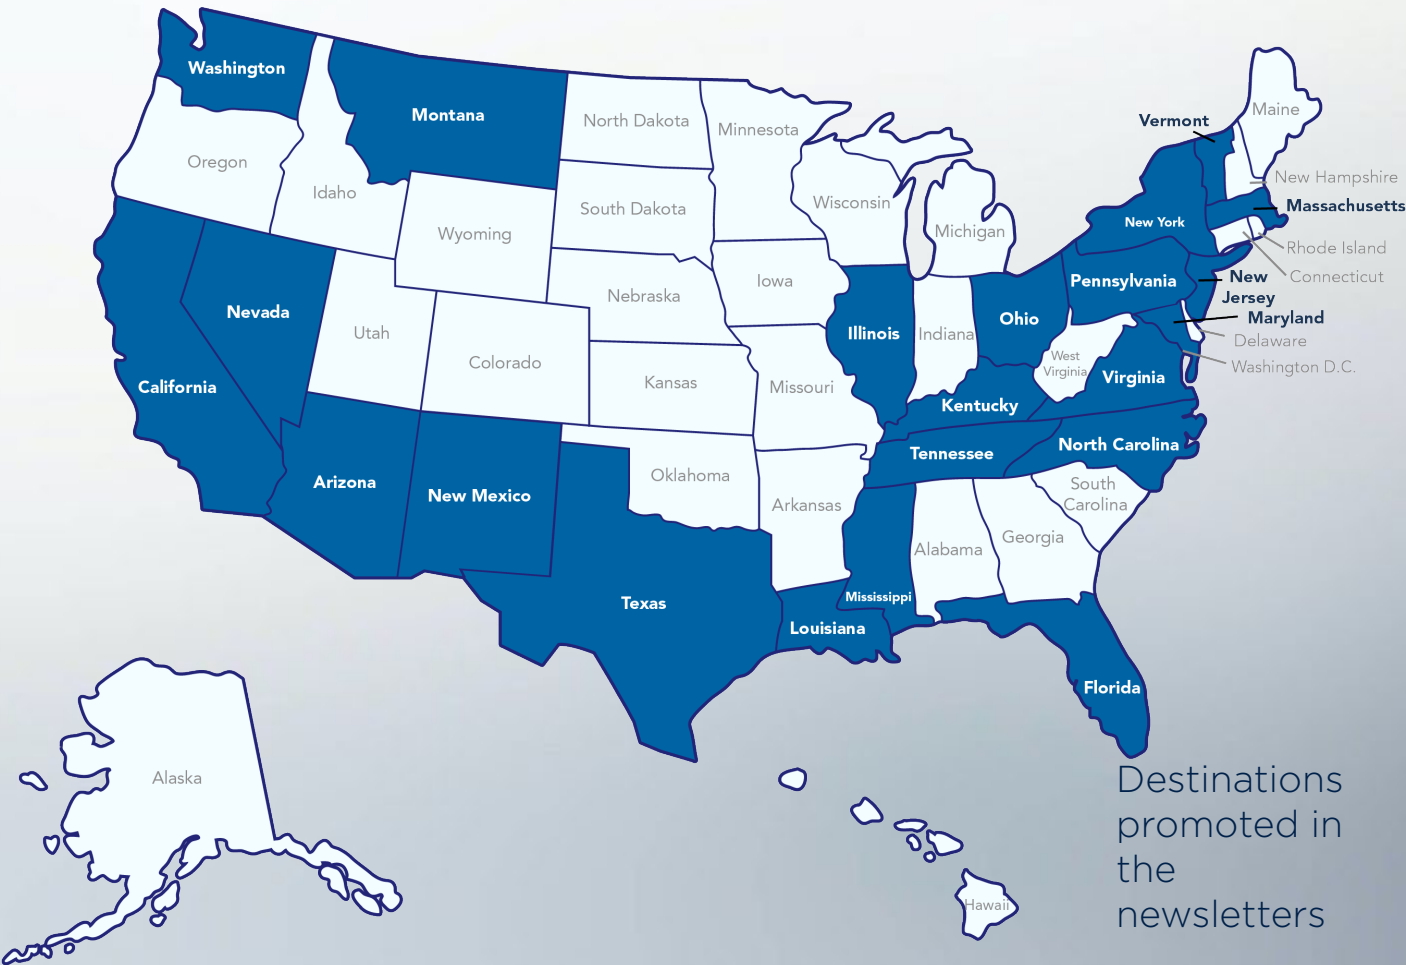 Washington
Montana
North Dakota
Minnesota
Maine
Vermont
Oregon
Idaho
Wyoming
South Dakota
Wisconsin
Michigan
New York
New Hampshire
Massachusetts
Rhode Island
Connecticut
Nevada
Utah
Colorado
Nebraska
Iowa
Illinois
Indiana
Ohio
Pennsylvania
New
Jersey
Maryland
Delaware
Washington D.C.
California
Kansas
Missouri
Kentucky
West
Virginia
Virginia
Arizona
New Mexico
Oklahoma
Arkansas
Tennessee
North Carolina
South
Carolina
Texas
Louisiana
Mississippi
Alabama
Georgia
Florida
Alaska
Hawaii
Destinations
promoted in
the
newsletters